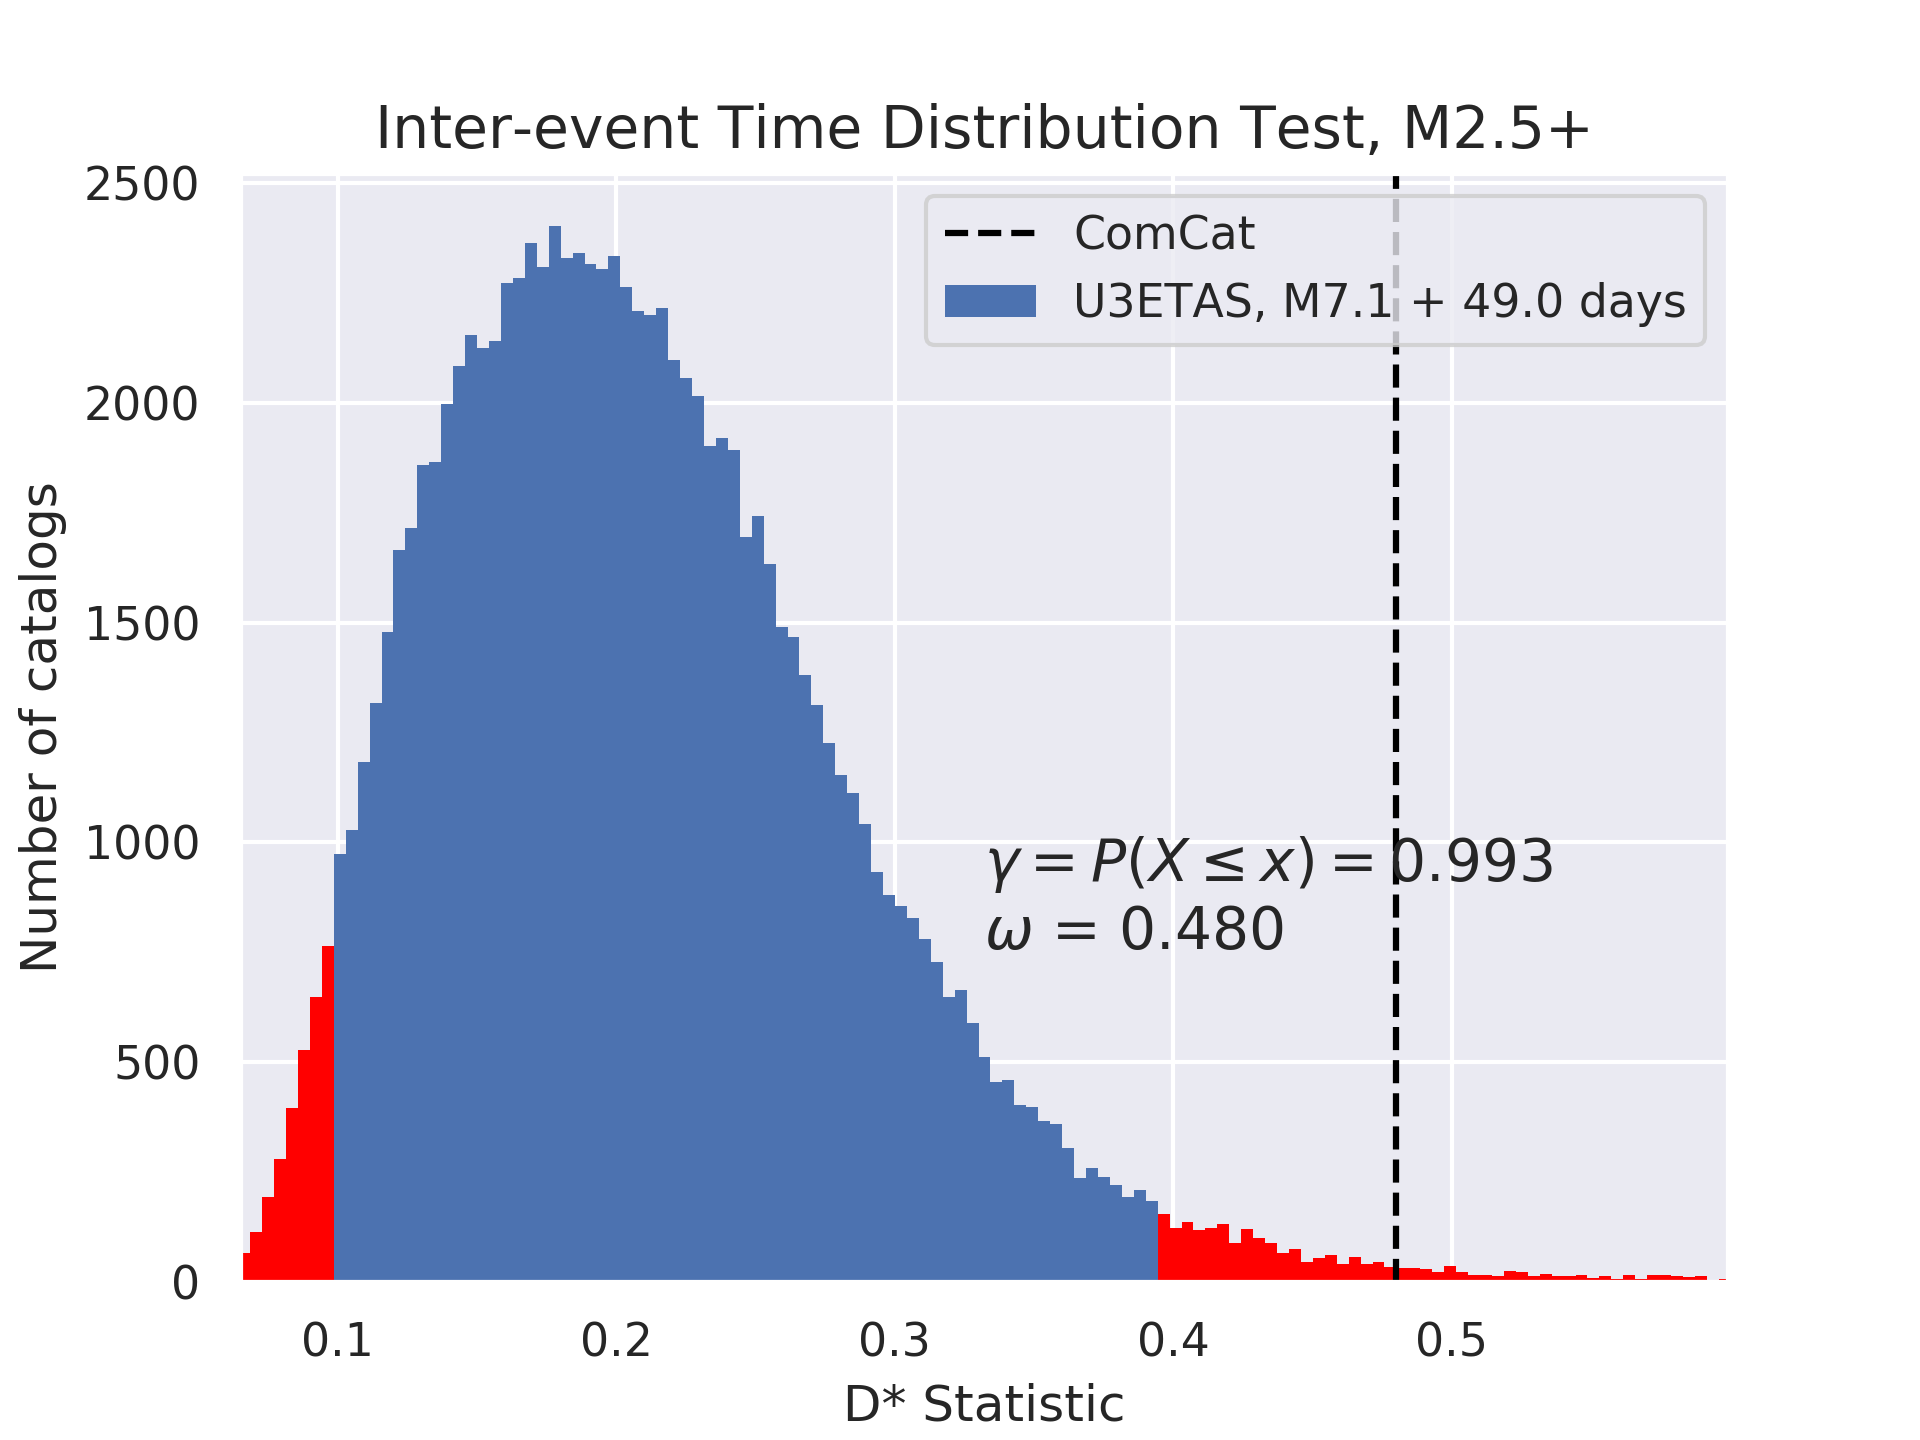 Inter-event Time Distribution Test, M2.5+
2500
2000
1500
1000
500
0
Number of catalogs
ComCat
U3ETAS, M7.1 + 49.0 days
γ = P(X ≤ x) = 0.993
ω = 0.480
0.1 0.2 0.3 0.4 0.5
D* Statistic